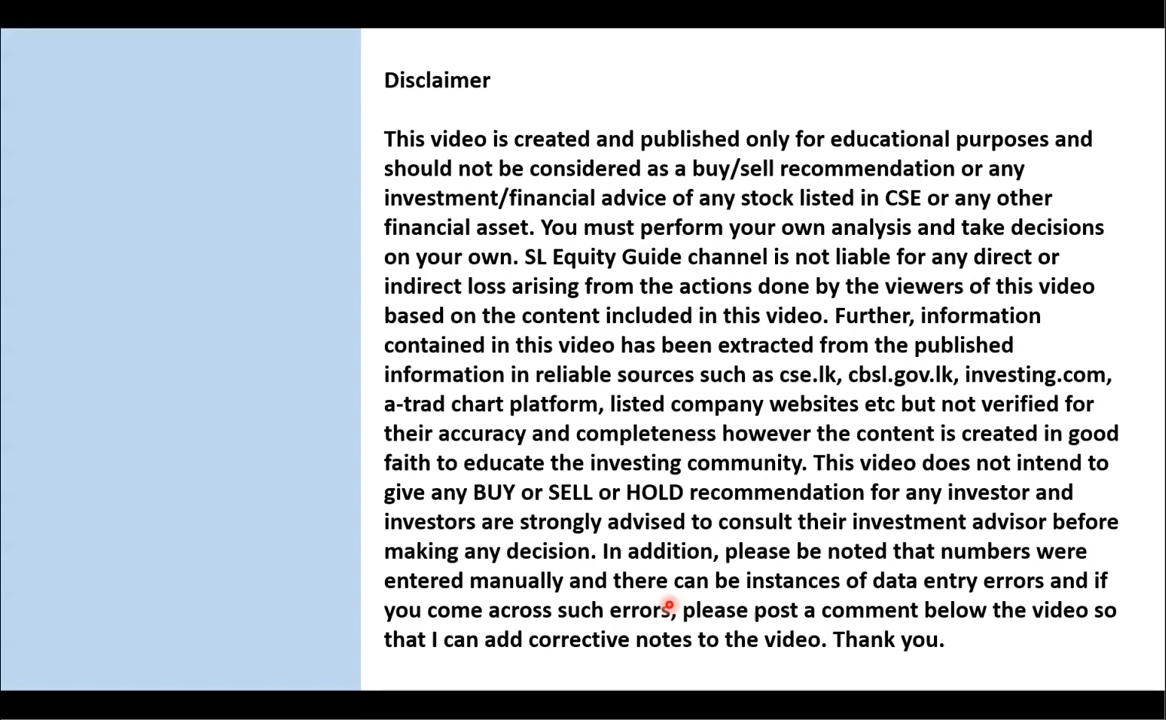 Disclaimer
This video is created and published only for educational purposes and
should not be considered as a buy/sell recommendation or any
investment/financial advice of any stock listed in CSE or any other
financial asset. You must perform your own analysis and take decisions
on your own. SL Equity Guide channel is not liable for any direct or
indirect loss arising from the actions done by the viewers of this video
based on the content included in this video. Further, information
contained in this video has been extracted from the published
information in reliable sources such as cse.lk, cbsl.gov.lk, investing.com,
a-trad chart platform, listed company websites etc but not verified for
their accuracy and completeness however the content is created in good
faith to educate the investing community. This video does not intend to
give any BUY or SELL or HOLD recommendation for any investor and
investors are strongly advised to consult their investment advisor before
making any decision. In addition, please be noted that numbers were
entered manually and there can be instances of data entry errors and if
you come across such errors, please post a comment below the video so
that I can add corrective notes to the video. Thank you.